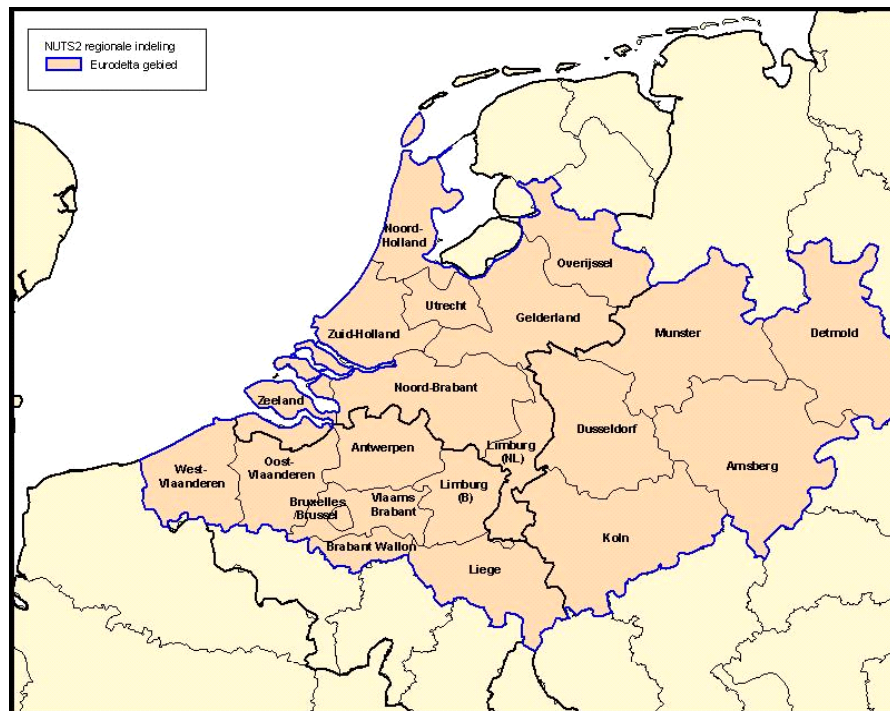 NUTS2 regionale indeling
Eurodelta gebied
Noord-
Holland
Overijssel
Utrecht
Gelderland
Zuid-Holland
Munster
Detmold
Noord-Brabant
Zeeland
Dusseldorf
Limburg
(NL)
Antwerpen
West-
Vlaanderen
Oost-
Vlaanderen
Arnsberg
Limburg
(B)
Bruxelles
/Brussel
Vlaams
Brabant
Koln
Brabant Wallon
Liege